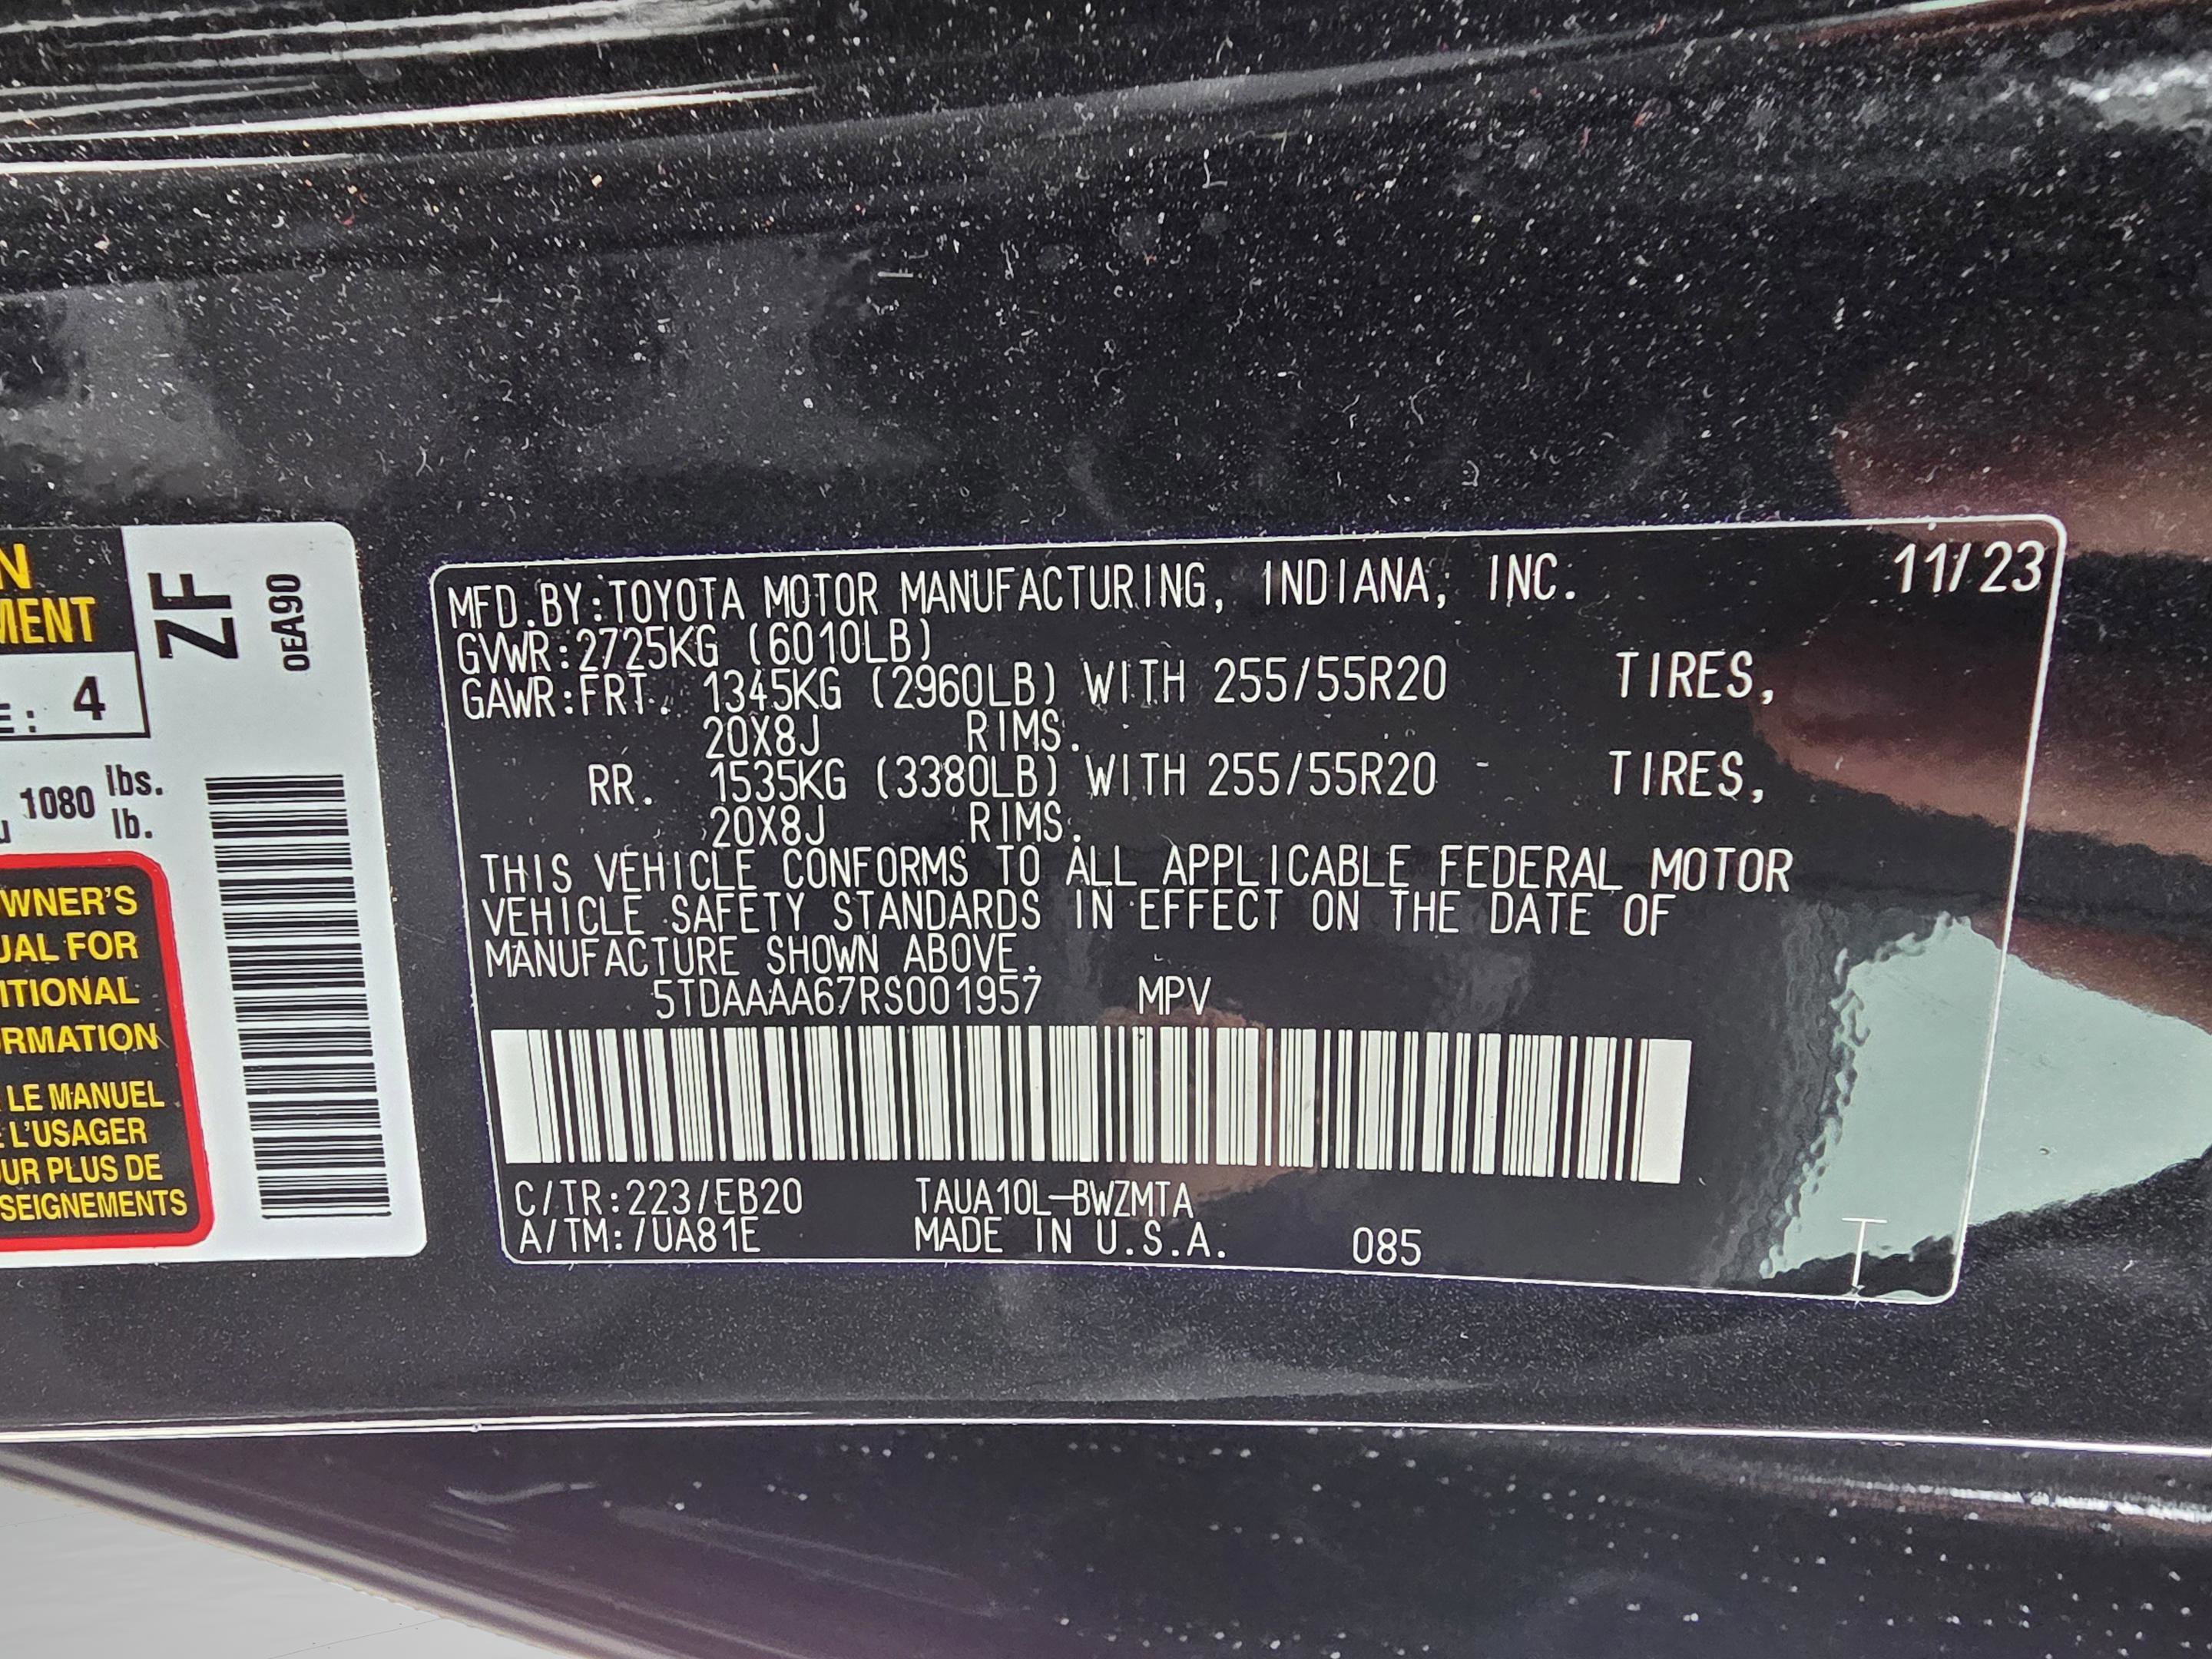 N
MENT
E: 4
1080 lbs.
lb.
WNER'S
UAL FOR
ITIONAL
RMATION
LE MANUEL
L'USAGER
UR PLUS DE
SEIGNEMENTS
ZF
0EA90
MFD.BY:TOYOTA MOTOR MANUFACTURING, INDIANA, INC. 11/23
GVWR:2725KG (6010LB)
GAWR:FRT. 1345KG (2960LB) WITH 255/55R20 TIRES,
20X8J RIMS.
RR. 1535KG (3380LB) WITH 255/55R20 TIRES,
20X8J RIMS.
THIS VEHICLE CONFORMS TO ALL APPLICABLE FEDERAL MOTOR
VEHICLE SAFETY STANDARDS IN EFFECT ON THE DATE OF
MANUFACTURE SHOWN ABOVE.
5TDAAAA67RS001957 MPV
C/TR:223/EB20 TAUA10L-BWZMTA
A/TM:/UA81E MADE IN U.S.A. 085
T